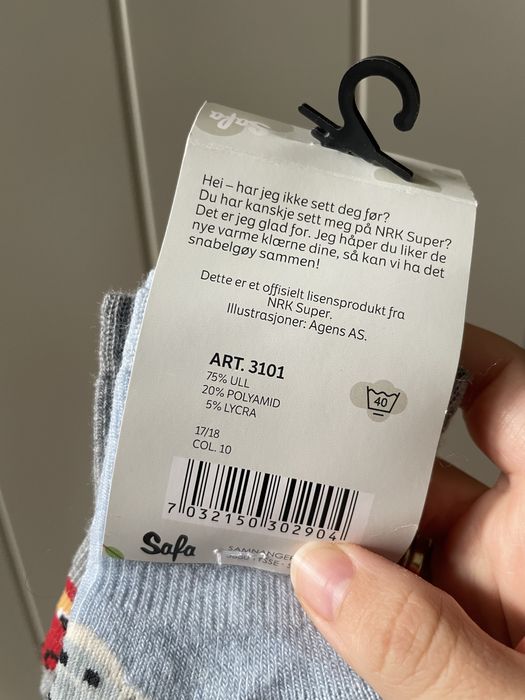 Safa
Hei – har jeg ikke sett deg før?
Du har kanskje sett meg på NRK Super?
Det er jeg glad for. Jeg håper du liker de
nye varme klærne dine, så kan vi ha det
snabelgøy sammen!
Dette er et offisielt lisensprodukt fra
NRK Super.
Illustrasjoner: Agens AS.
ART. 3101
75% ULL
20% POLYAMID
5% LYCRA
40
17/18
COL. 10
7 032150 302904
Safa